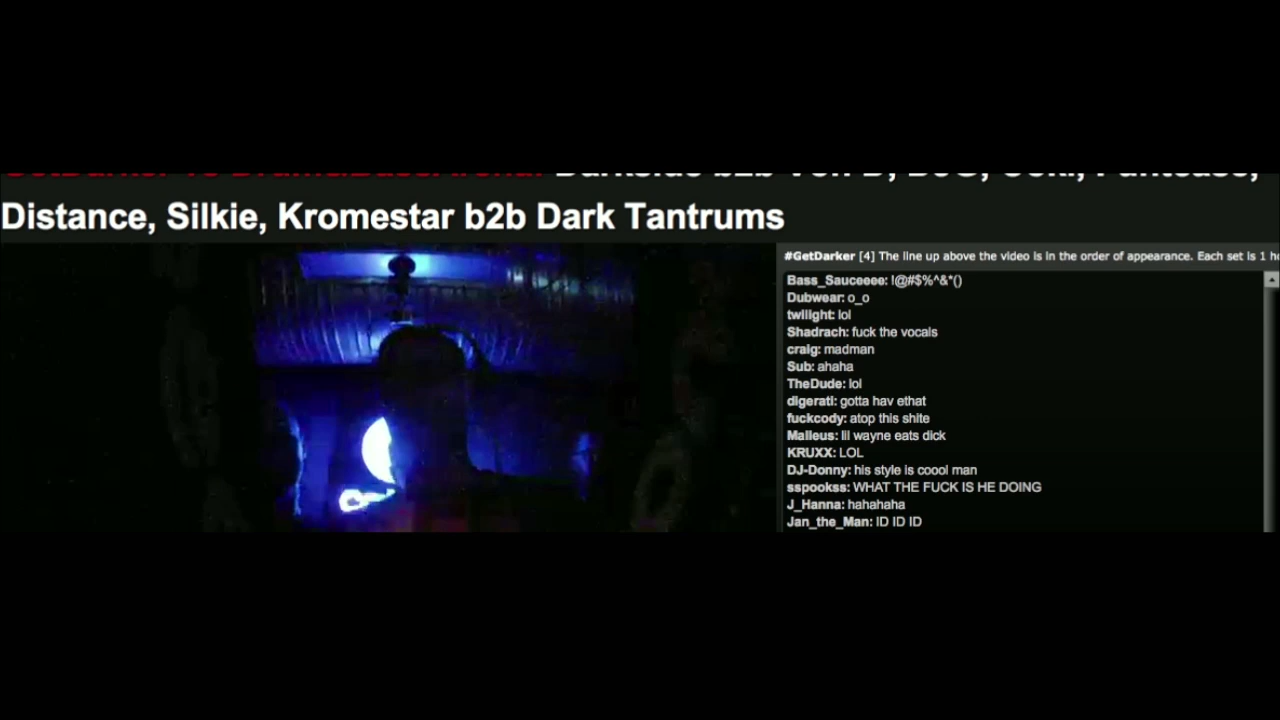 Distance, Silkie, Kromestar b2b Dark Tantrums
#GetDarker [4] The line up above the video is in the order of appearance. Each set is 1
Bass_Sauceeee: !@#$%^&*()
Dubwear: o_o
twilight: lol
Shadrach: fuck the vocals
craig: madman
Sub: ahaha
TheDude: lol
digerati: gotta hav ethat
fuckcody: atop this shite
Malleus: lil wayne eats dick
KRUXX: LOL
DJ-Donny: his style is coool man
sspookss: WHAT THE FUCK IS HE DOING
J_Hanna: hahahaha
Jan_the_Man: ID ID ID